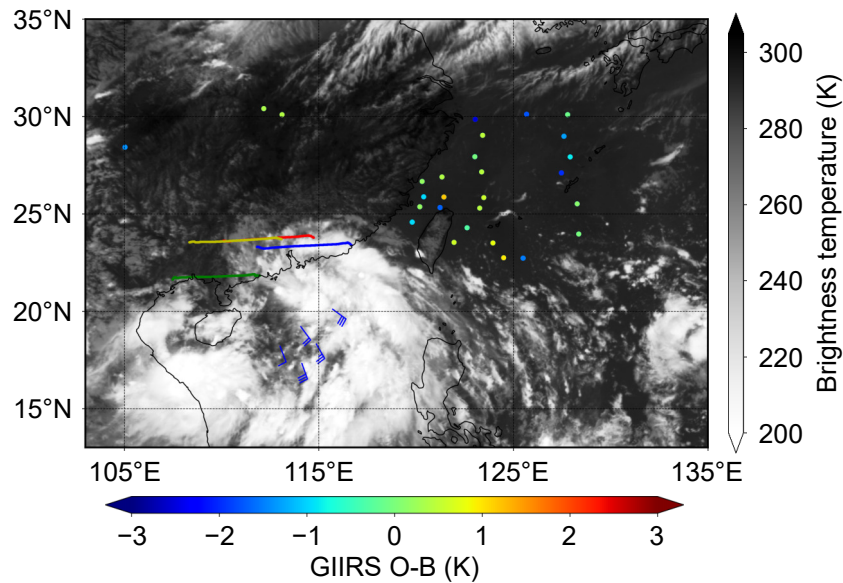 35°N
30°N
25°N
20°N
15°N
105°E
115°E
125°E
135°E
300
280
260
240
220
200
Brightness temperature (K)
−3
−2
−1
0
1
2
3
GIIRS O-B (K)